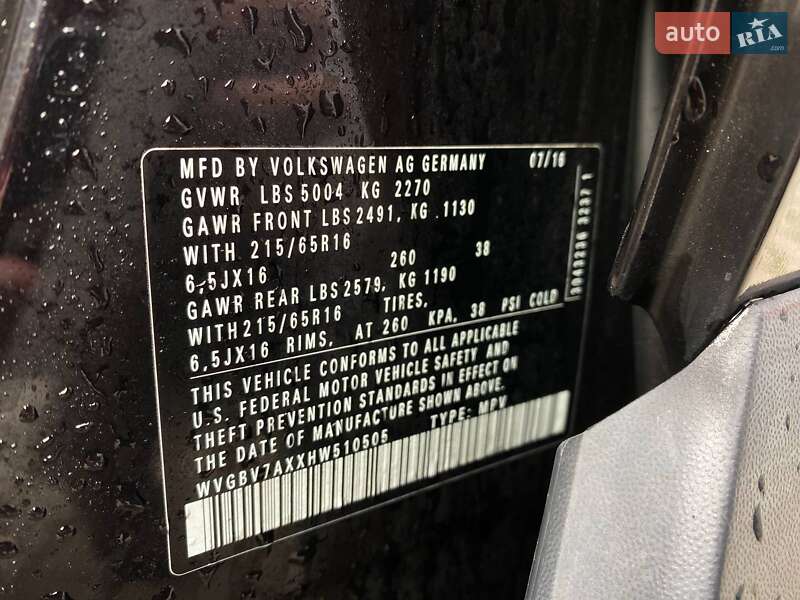 auto RIA
MFD BY VOLKSWAGEN AG GERMANY 07/16
GVWR LBS 5004 KG 2270
GAWR FRONT LBS 2491, KG .1130
WITH 215/65R16
6,5JX16 260 38
GAWR REAR LBS 2579, KG 1190
WITH 215/65R16 TIRES,
6,5JX16 RIMS, AT 260 KPA, 38 PSI COLD
THIS VEHICLE CONFORMS TO ALL APPLICABLE
U.S. FEDERAL MOTOR VEHICLE SAFETY AND
THEFT PREVENTION STANDARDS IN EFFECT ON
THE DATE OF MANUFACTURE SHOWN ABOVE.
WVGBV7AXXHW510505 TYPE: MPV